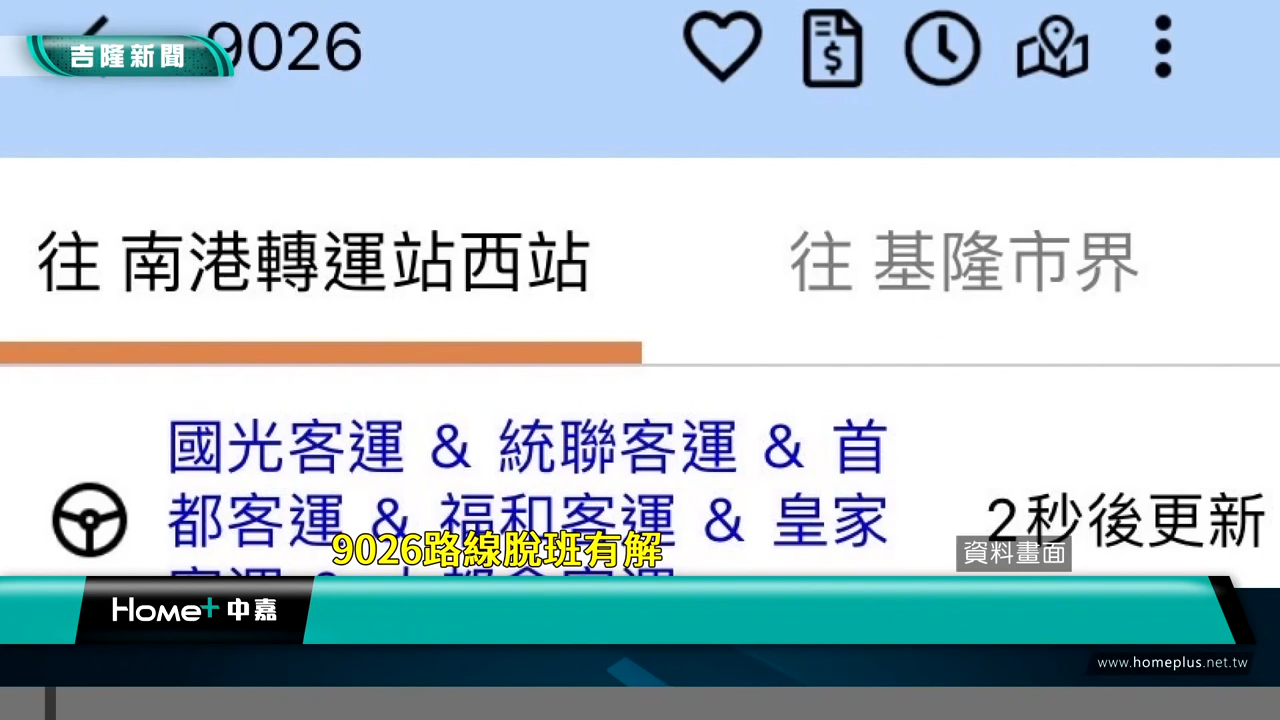 吉隆新聞
9026
往 南港轉運站西站
往 基隆市界
國光客運 & 統聯客運 & 首
都客運 & 福和客運 & 皇家
2秒後更新
9026路線脫班有解
資料畫面
Home+中嘉
www.homeplus.net.tw